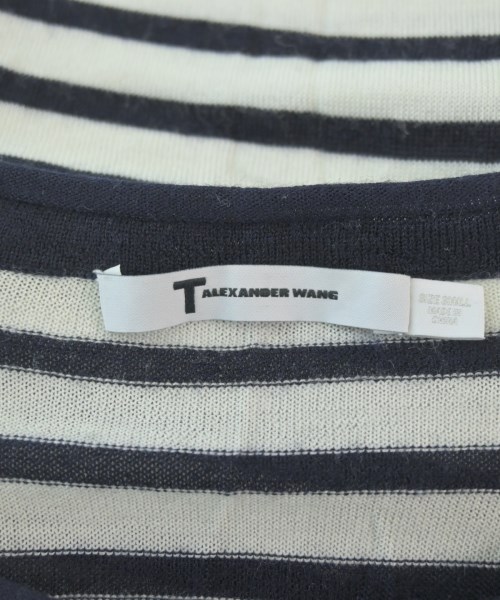 T ALEXANDER WANG
SIZE SMALL
MADE IN
CHINA